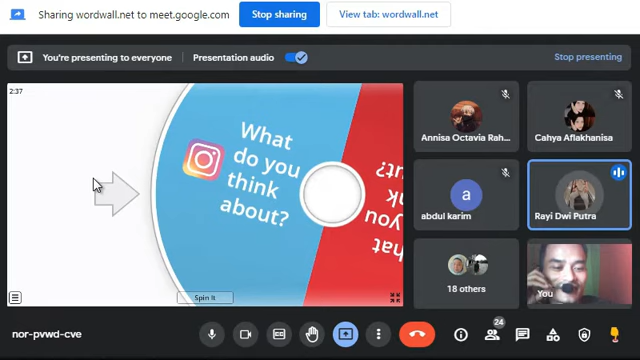 Sharing wordwall.net to meet.google.com
Stop sharing
View tab: wordwall.net
You're presenting to everyone
Presentation audio
Stop presenting
2:37
What
do you
think
about?
Spin It
Annisa Octavia Rah...
Cahya Aflakhanisa
a
abdul karim
Rayi Dwi Putra
18 others
You
nor-pvwd-cve
24